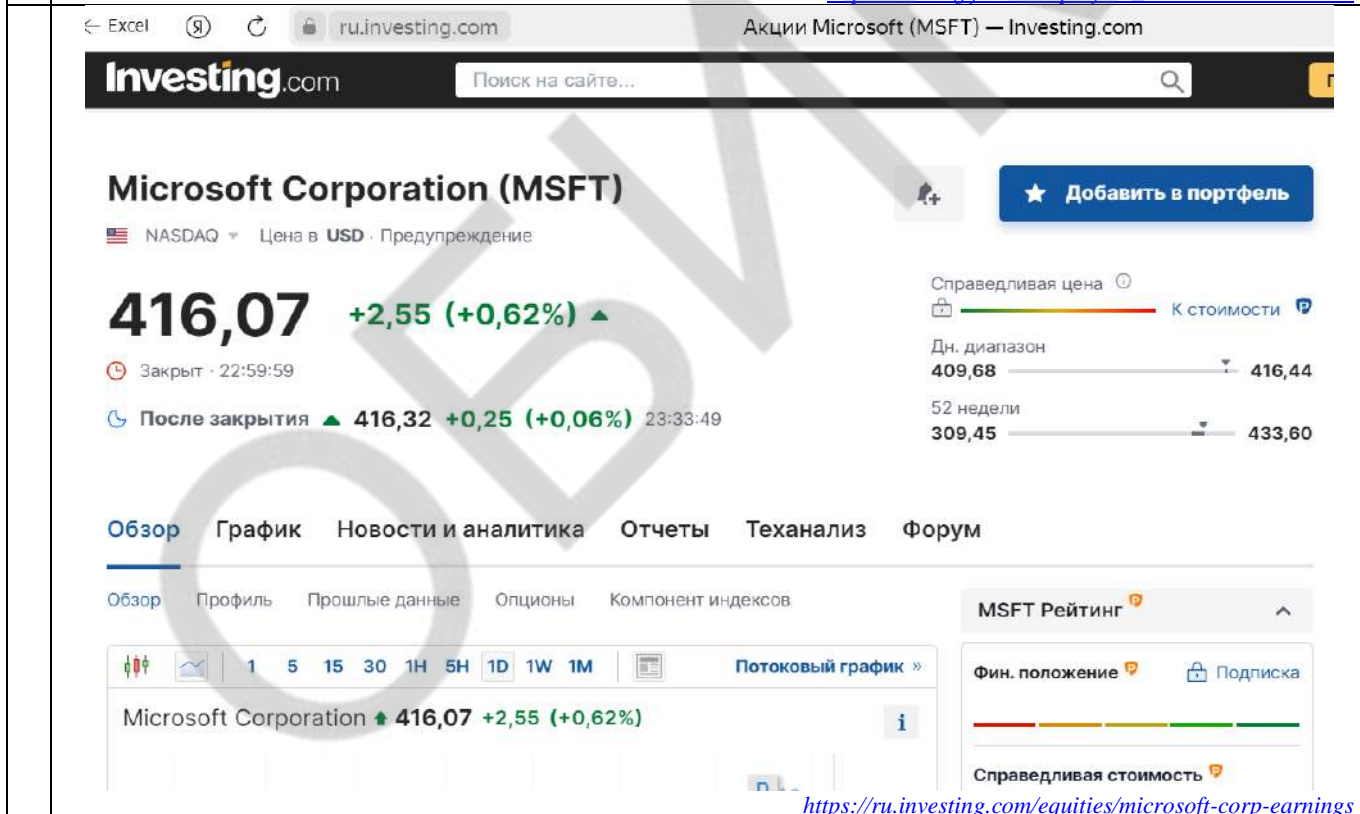 ← Excel Я ru.investing.com Акции Microsoft (MSFT) — Investing.com
Investing.com Поиск на сайте...
Microsoft Corporation (MSFT)
Добавить в портфель
NASDAQ Цена в USD · Предупреждение
416,07 +2,55 (+0,62%)
Справедливая цена
К стоимости
Закрыт · 22:59:59
Дн. диапазон
409,68 416,44
После закрытия 416,32 +0,25 (+0,06%) 23:33:49
52 недели
309,45 433,60
Обзор График Новости и аналитика Отчеты Теханализ Форум
Обзор Профиль Прошлые данные Опционы Компонент индексов
MSFT Рейтинг
1 5 15 30 1H 5H 1D 1W 1M Потоковый график »
Фин. положение Подписка
Microsoft Corporation 416,07 +2,55 (+0,62%)
Справедливая стоимость
https://ru.investing.com/equities/microsoft-corp-earnings